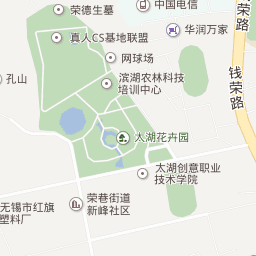 荣德生墓
中国电信
真人CS基地联盟
华润万家
荣路
网球场
孔山
滨湖农林科技
培训中心
钱荣路
太湖花卉园
太湖创意职业
技术学院
荣巷街道
新峰社区
无锡市红旗
塑料厂